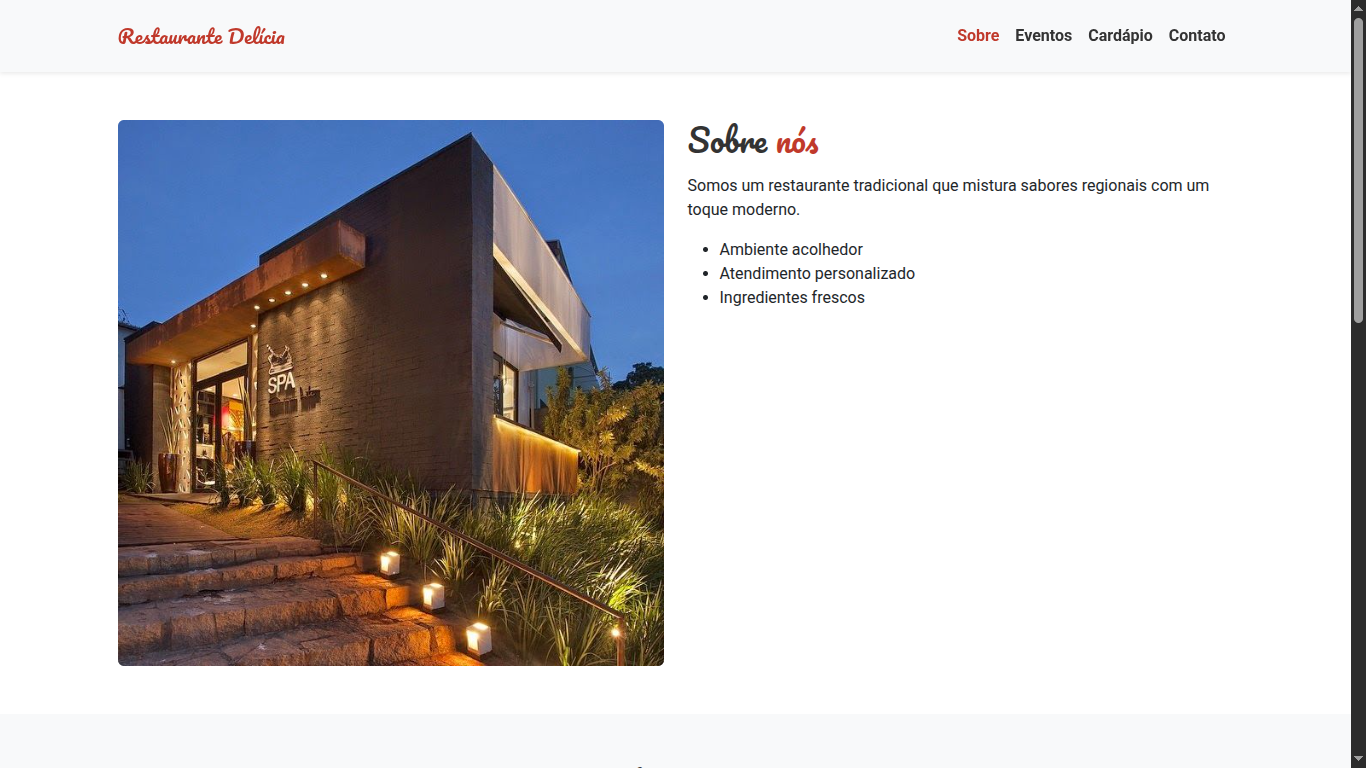 Restaurante Delícia
Sobre Eventos Cardápio Contato
Sobre nós
Somos um restaurante tradicional que mistura sabores regionais com um
toque moderno.
• Ambiente acolhedor
• Atendimento personalizado
• Ingredientes frescos
SPA